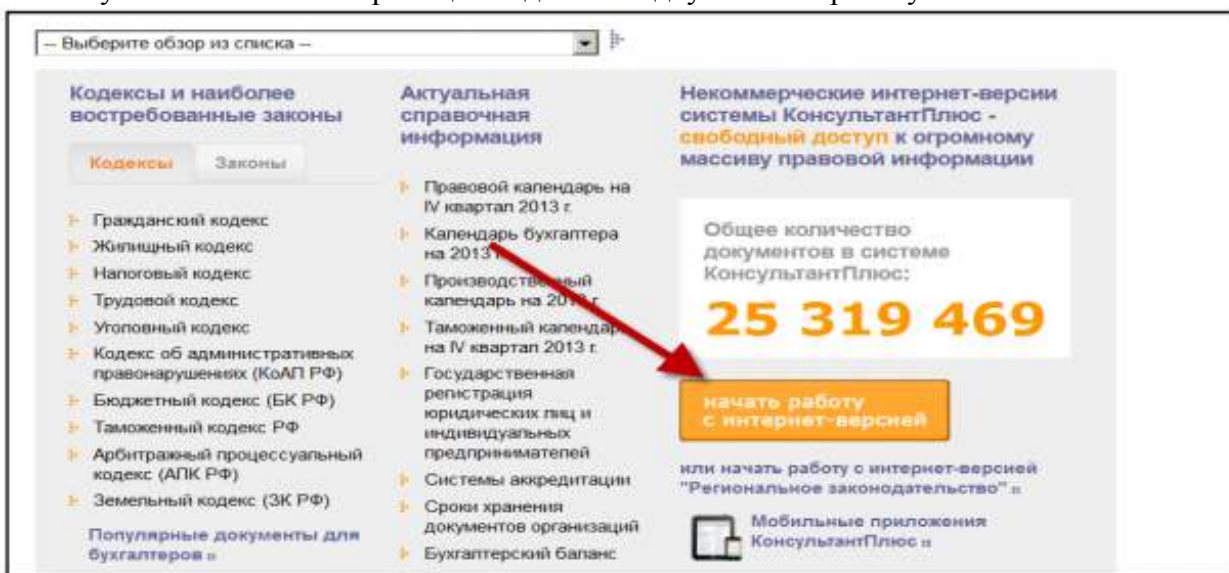 -- Выберите обзор из списка --
Кодексы и наиболее
востребованные законы
Кодексы
Законы
Гражданский кодекс
Жилищный кодекс
Налоговый кодекс
Трудовой кодекс
Уголовный кодекс
Кодекс об административных
правонарушениях (КоАП РФ)
Бюджетный кодекс (БК РФ)
Таможенный кодекс РФ
Арбитражный процессуальный
кодекс (АПК РФ)
Земельный кодекс (ЗК РФ)
Популярные документы для
бухгалтеров
Актуальная
справочная
информация
Правовой календарь на
IV квартал 2013 г.
Календарь бухгалтера
на 2013 г.
Производственный
календарь на 2013 г.
Таможенный календарь
на IV квартал 2013 г.
Государственная
регистрация
юридических лиц и
индивидуальных
предпринимателей
Системы аккредитации
Сроки хранения
документов организаций
Бухгалтерский баланс
Некоммерческие интернет-версии
системы КонсультантПлюс -
свободный доступ к огромному
массиву правовой информации
Общее количество
документов в системе
КонсультантПлюс:
25 319 469
начать работу
с интернет-версией
или начать работу с интернет-версией
"Региональное законодательство"
Мобильные приложения
КонсультантПлюс